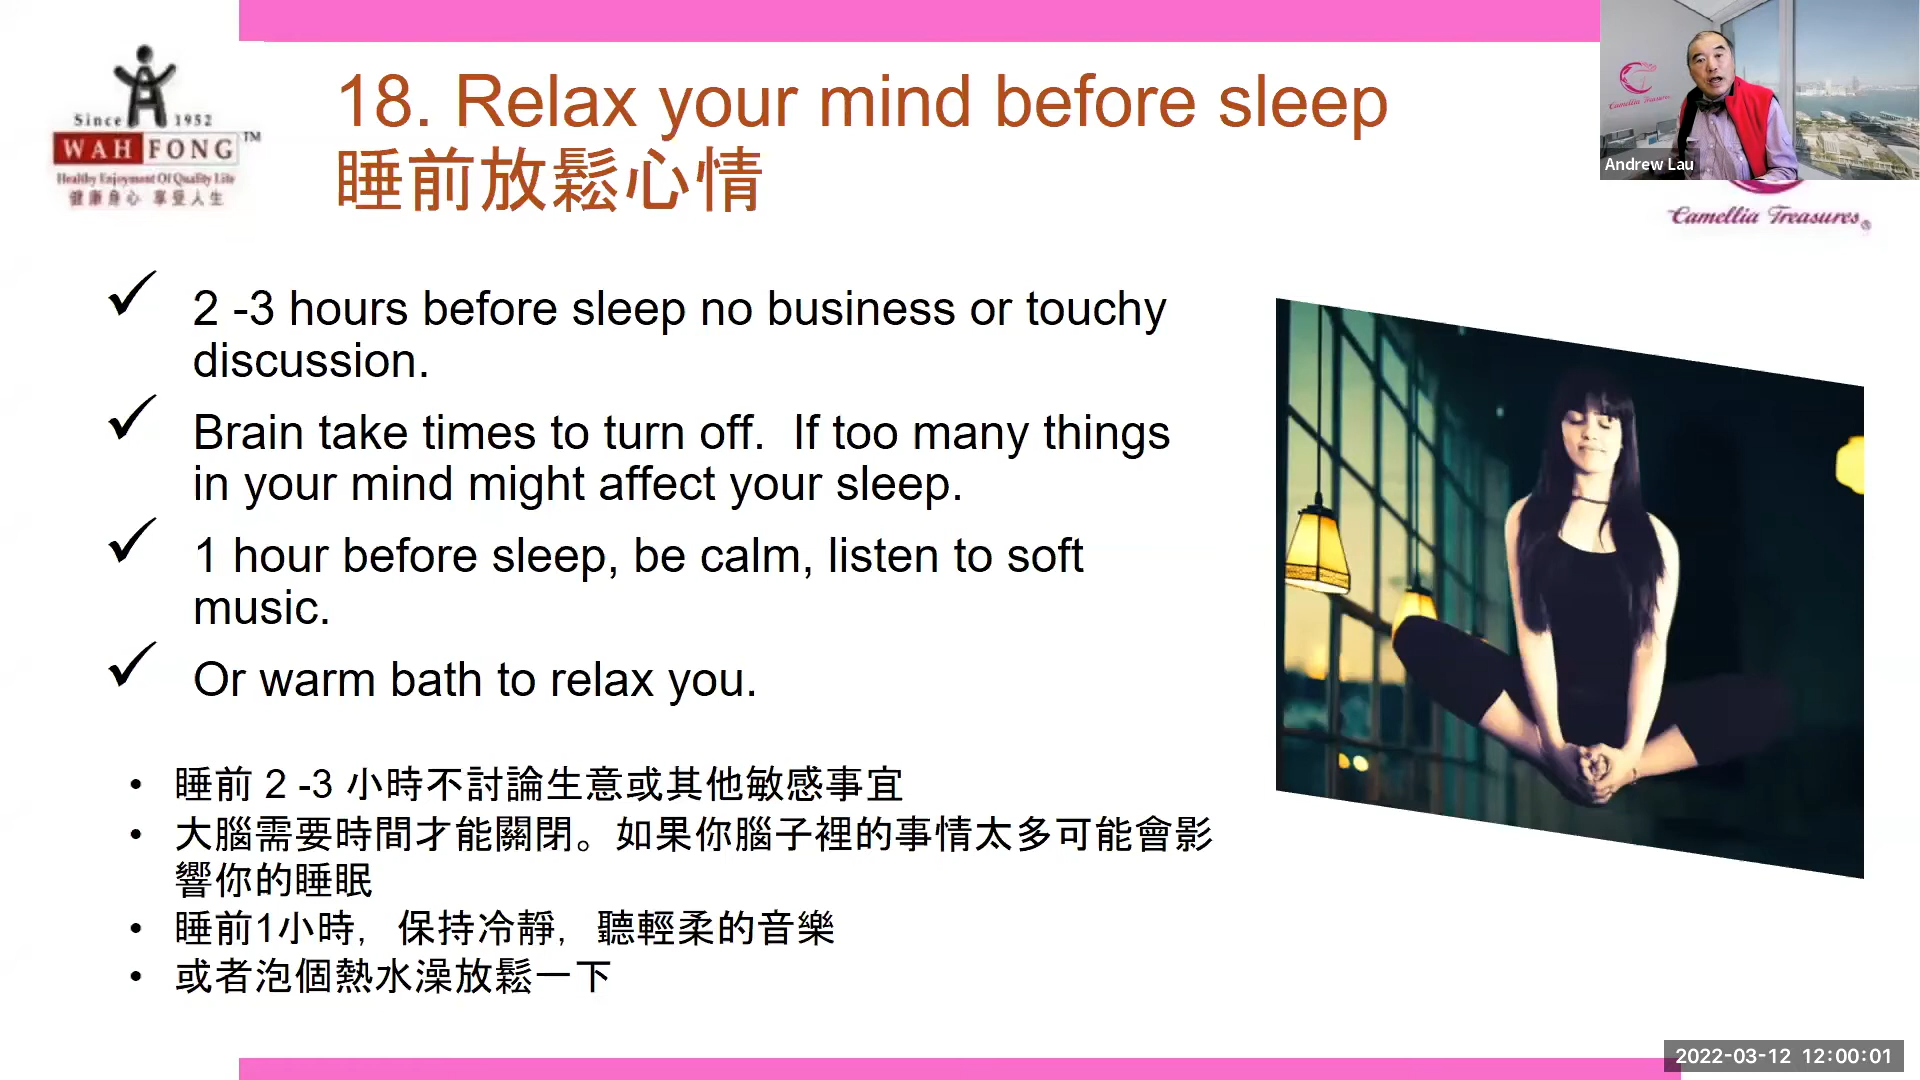 Since 1952
WAH FONG™
Healthy Enjoyment Of Quality Life
健康身心 享受人生
18. Relax your mind before sleep
睡前放鬆心情
Camellia Treasures
Andrew Lau
Camellia Treasures®
✓ 2 -3 hours before sleep no business or touchy
discussion.
✓ Brain take times to turn off.  If too many things
in your mind might affect your sleep.
✓ 1 hour before sleep, be calm, listen to soft
music.
✓ Or warm bath to relax you.
• 睡前 2 -3 小時不討論生意或其他敏感事宜
• 大腦需要時間才能關閉。如果你腦子裡的事情太多可能會影
響你的睡眠
• 睡前1小時，保持冷靜，聽輕柔的音樂
• 或者泡個熱水澡放鬆一下
2022-03-12 12:00:01